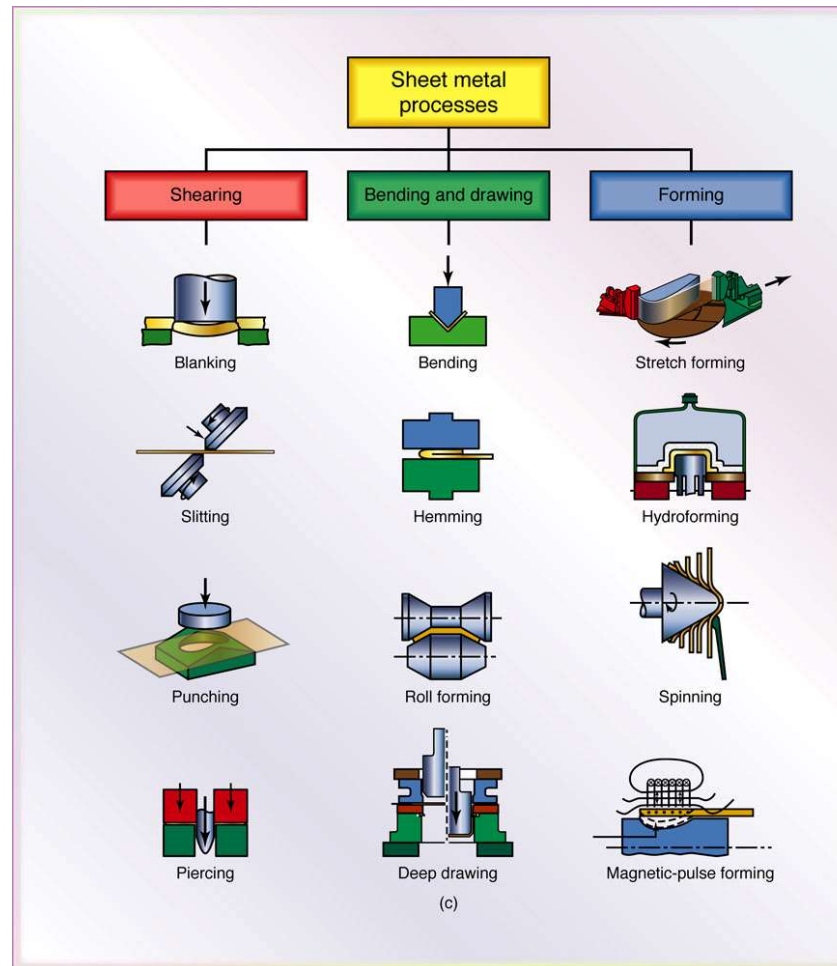 Sheet metal
processes
Shearing
Bending and drawing
Forming
Blanking
Bending
Stretch forming
Slitting
Hemming
Hydroforming
Punching
Roll forming
Spinning
Piercing
Deep drawing
Magnetic-pulse forming
(c)